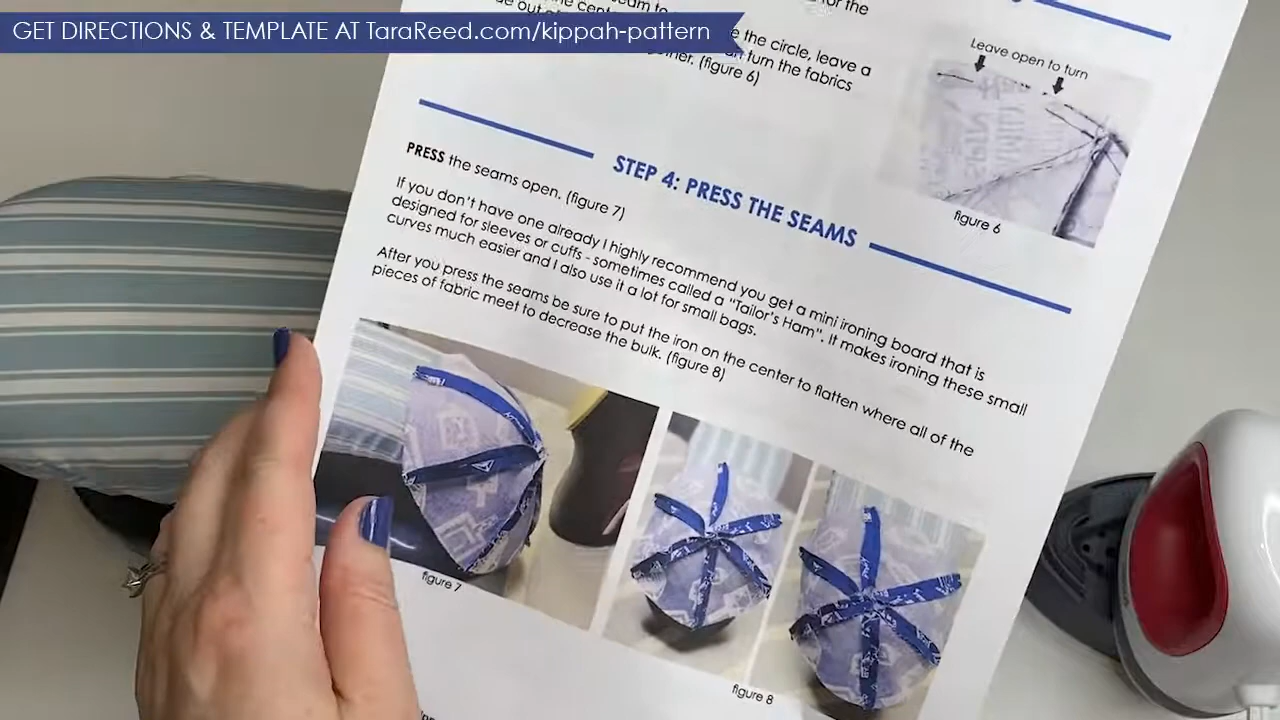 GET DIRECTIONS & TEMPLATE AT TaraReed.com/kippah-pattern
for the
the circle, leave a
turn the fabrics
(figure 6)
Leave open to turn
figure 6
STEP 4: PRESS THE SEAMS
PRESS the seams open. (figure 7)
If you don't have one already I highly recommend you get a mini ironing board that is
designed for sleeves or cuffs - sometimes called a "Tailor's Ham". It makes ironing these small
curves much easier and I also use it a lot for small bags.
After you press the seams be sure to put the iron on the center to flatten where all of the
pieces of fabric meet to decrease the bulk. (figure 8)
figure 7
figure 8